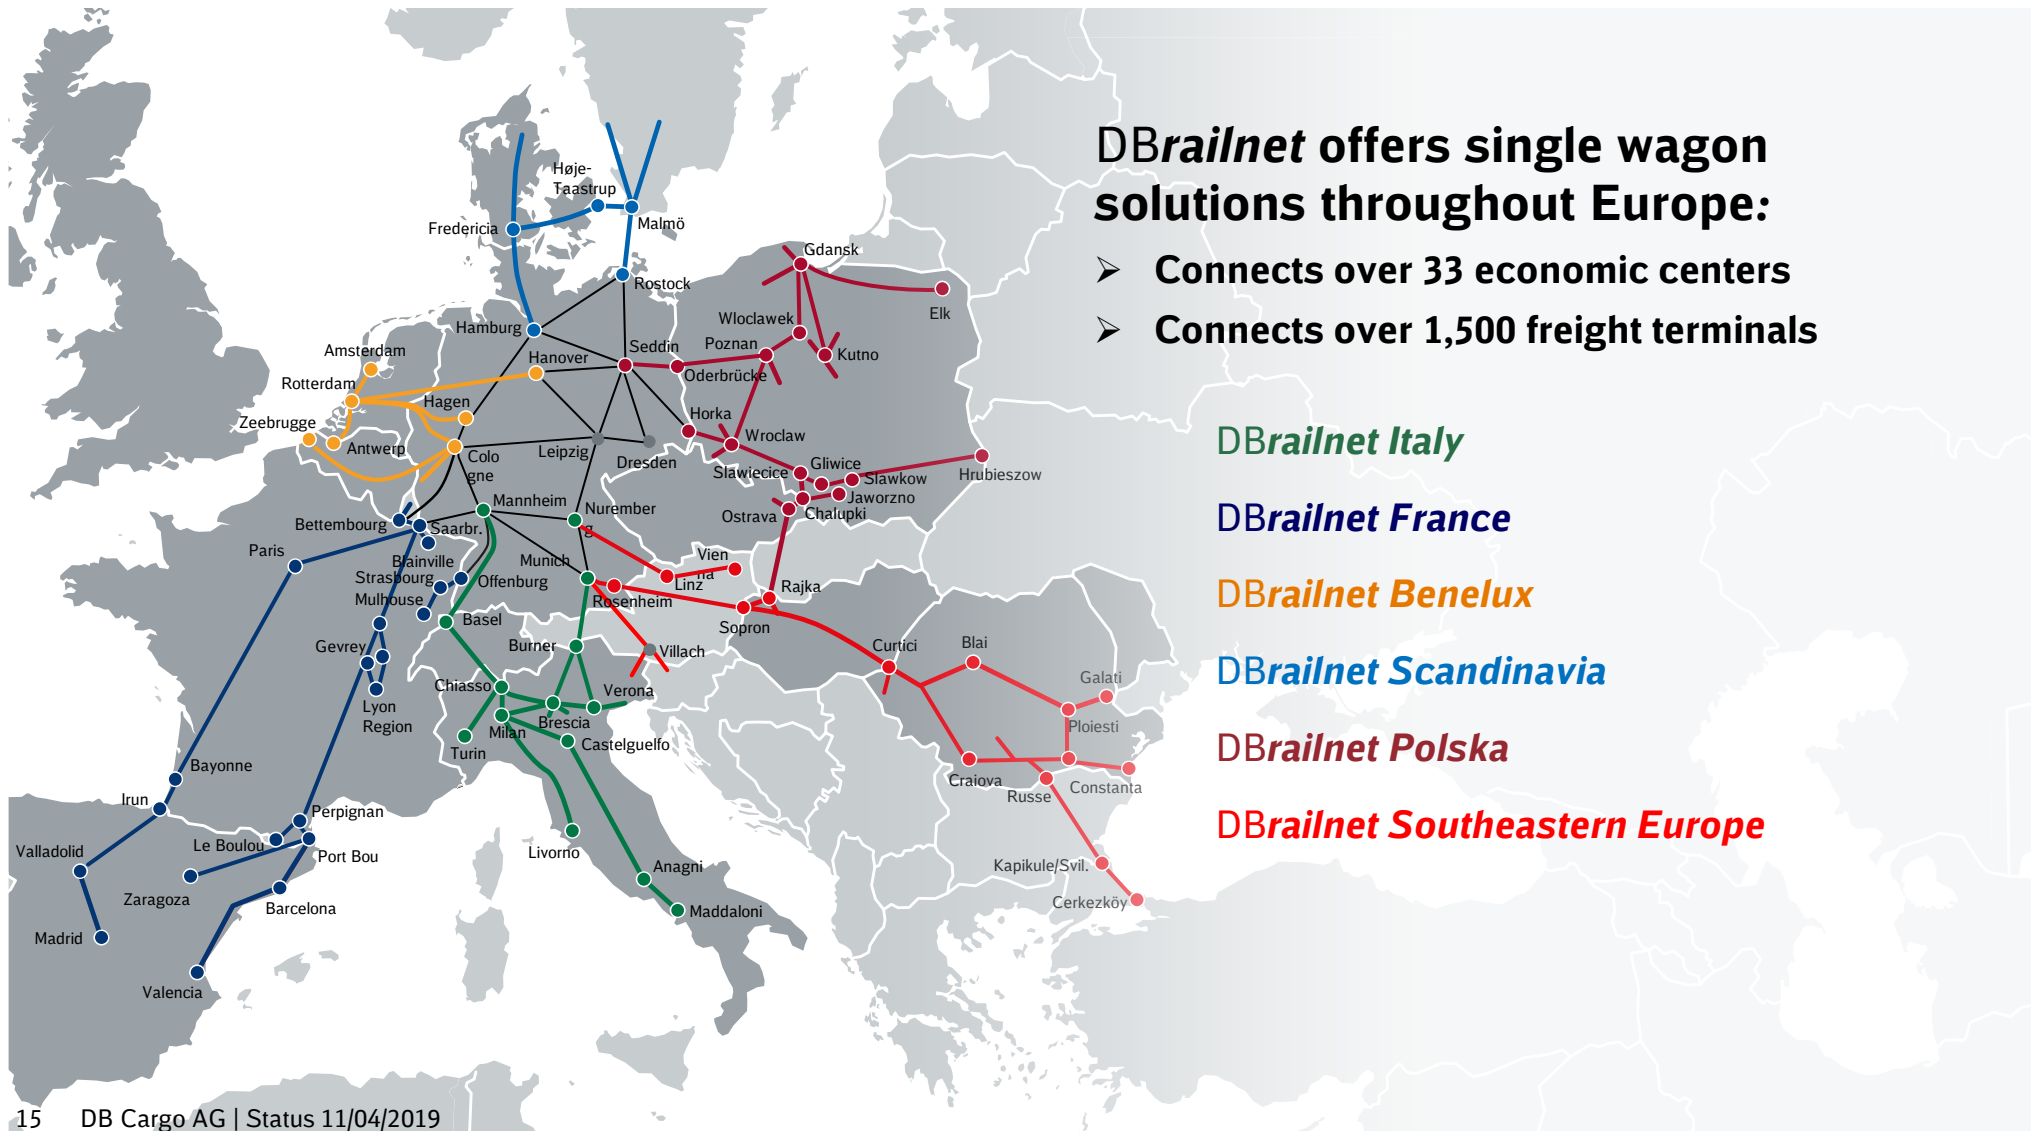 DBrailnet offers single wagon
solutions throughout Europe:
➢ Connects over 33 economic centers
➢ Connects over 1,500 freight terminals
DBrailnet Italy
DBrailnet France
DBrailnet Benelux
DBrailnet Scandinavia
DBrailnet Polska
DBrailnet Southeastern Europe
Høje-
Taastrup
Fredericia
Malmö
Rostock
Hamburg
Gdansk
Elk
Wloclawek
Poznan
Kutno
Seddin
Oderbrücke
Hanover
Amsterdam
Rotterdam
Hagen
Zeebrugge
Antwerp
Colo
gne
Leipzig
Dresden
Horka
Wroclaw
Slawiecice
Gliwice
Slawkow
Jaworzno
Chalupki
Hrubieszow
Ostrava
Mannheim
Nurember
g
Bettembourg
Saarbr.
Paris
Blainville
Strasbourg
Offenburg
Mulhouse
Munich
Vien
na
Linz
Rosenheim
Rajka
Sopron
Basel
Gevrey
Burner
Villach
Curtici
Blai
Galati
Chiasso
Verona
Lyon
Region
Brescia
Milan
Castelguelfo
Turin
Ploiesti
Craiova
Constanta
Russe
Bayonne
Irun
Perpignan
Le Boulou
Port Bou
Valladolid
Zaragoza
Barcelona
Madrid
Valencia
Livorno
Anagni
Maddaloni
Kapikule/Svil.
Cerkezköy
15 DB Cargo AG | Status 11/04/2019